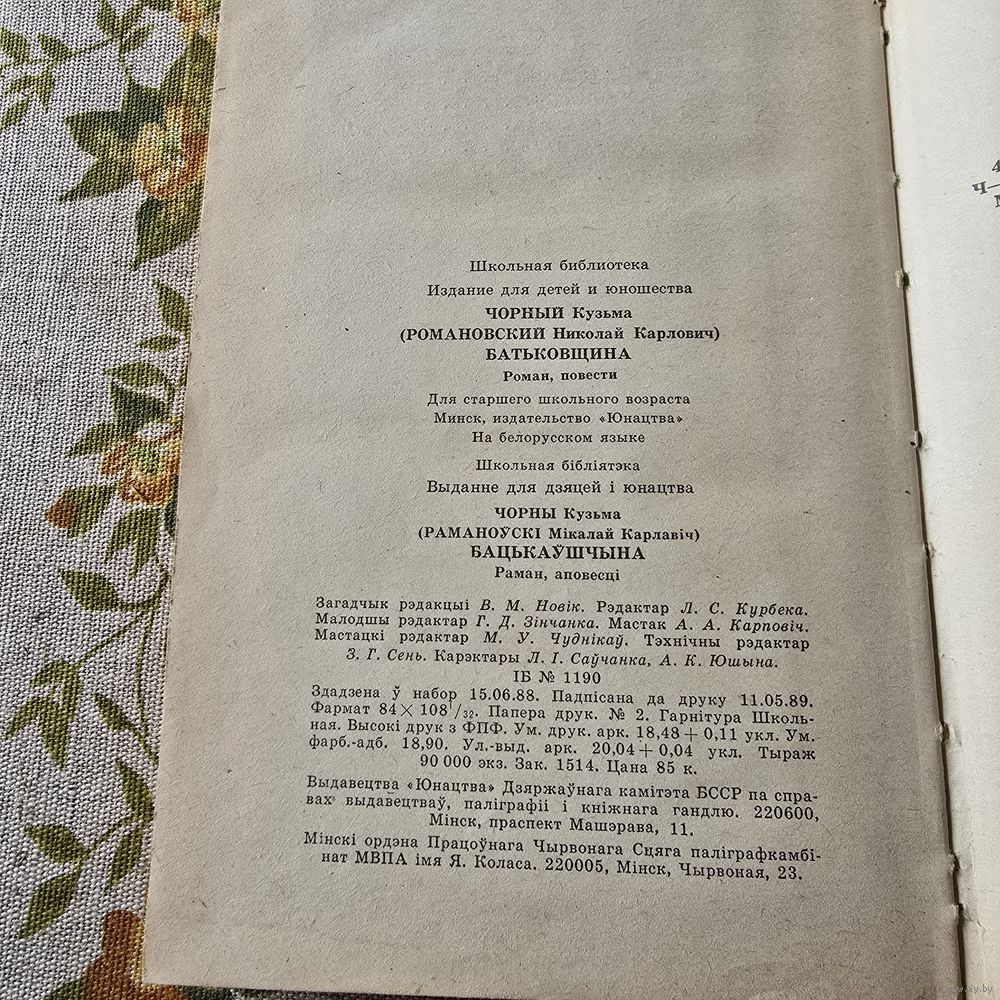 Школьная библиотека
Издание для детей и юношества
ЧОРНЫЙ Кузьма
(РОМАНОВСКИЙ Николай Карлович)
БАТЬКОВЩИНА
Роман, повести
Для старшего школьного возраста
Минск, издательство «Юнацтва»
На белорусском языке
Школьная бібліятэка
Выданне для дзяцей і юнацтва
ЧОРНЫ Кузьма
(РАМАНОЎСКІ Мікалай Карлавіч)
БАЦЬКАЎШЧЫНА
Раман, аповесці
Загадчык рэдакцыі В. М. Новік. Рэдактар Л. С. Курбека.
Малодшы рэдактар Г. Д. Зінчанка. Мастак А. А. Карповіч.
Мастацкі рэдактар М. У. Чуднікаў. Тэхнічны рэдактар
З. Г. Сень. Карэктары Л. І. Саўчанка, А. К. Юшына.
ІБ № 1190
Здадзена ў набор 15.06.88. Падпісана да друку 11.05.89.
Фармат 84×108 1/32. Папера друк. № 2. Гарнітура Школь-
ная. Высокі друк з ФПФ. Ум. друк. арк. 18,48+0,11 укл. Ум.
фарб.-адб. 18,90. Ул.-выд. арк. 20,04+0,04 укл. Тыраж
90 000 экз. Зак. 1514. Цана 85 к.
Выдавецтва «Юнацтва» Дзяржаўнага камітэта БССР па спра-
вах выдавецтваў, паліграфіі і кніжнага гандлю. 220600,
Мінск, праспект Машэрава, 11.
Мінскі ордэна Працоўнага Чырвонага Сцяга паліграфкамбі-
нат МВПА імя Я. Коласа. 220005, Мінск, Чырвоная, 23.
4
Ч—